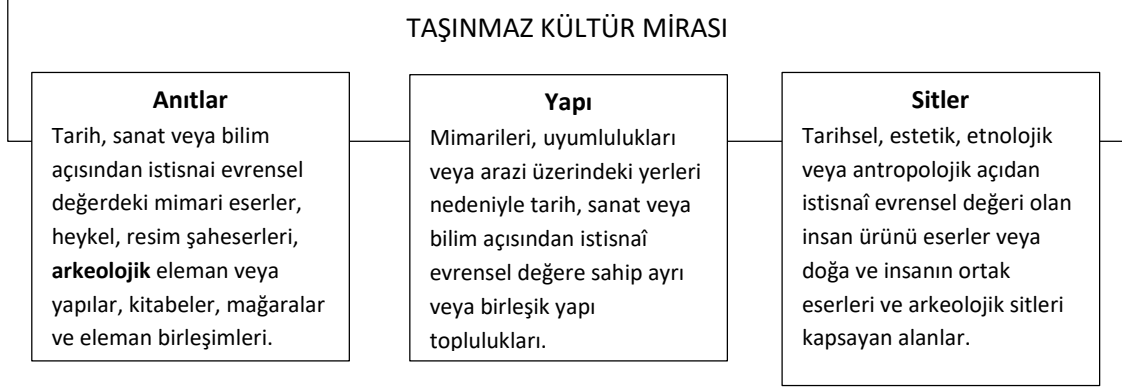 TAŞINMAZ KÜLTÜR MİRASI
Anıtlar
Tarih, sanat veya bilim
açısından istisnai evrensel
değerdeki mimari eserler,
heykel, resim şaheserleri,
arkeolojik eleman veya
yapılar, kitabeler, mağaralar
ve eleman birleşimleri.
Yapı
Mimarileri, uyumlulukları
veya arazi üzerindeki yerleri
nedeniyle tarih, sanat veya
bilim açısından istisnaî
evrensel değere sahip ayrı
veya birleşik yapı
toplulukları.
Sitler
Tarihsel, estetik, etnolojik
veya antropolojik açıdan
istisnaî evrensel değeri olan
insan ürünü eserler veya
doğa ve insanın ortak
eserleri ve arkeolojik sitleri
kapsayan alanlar.